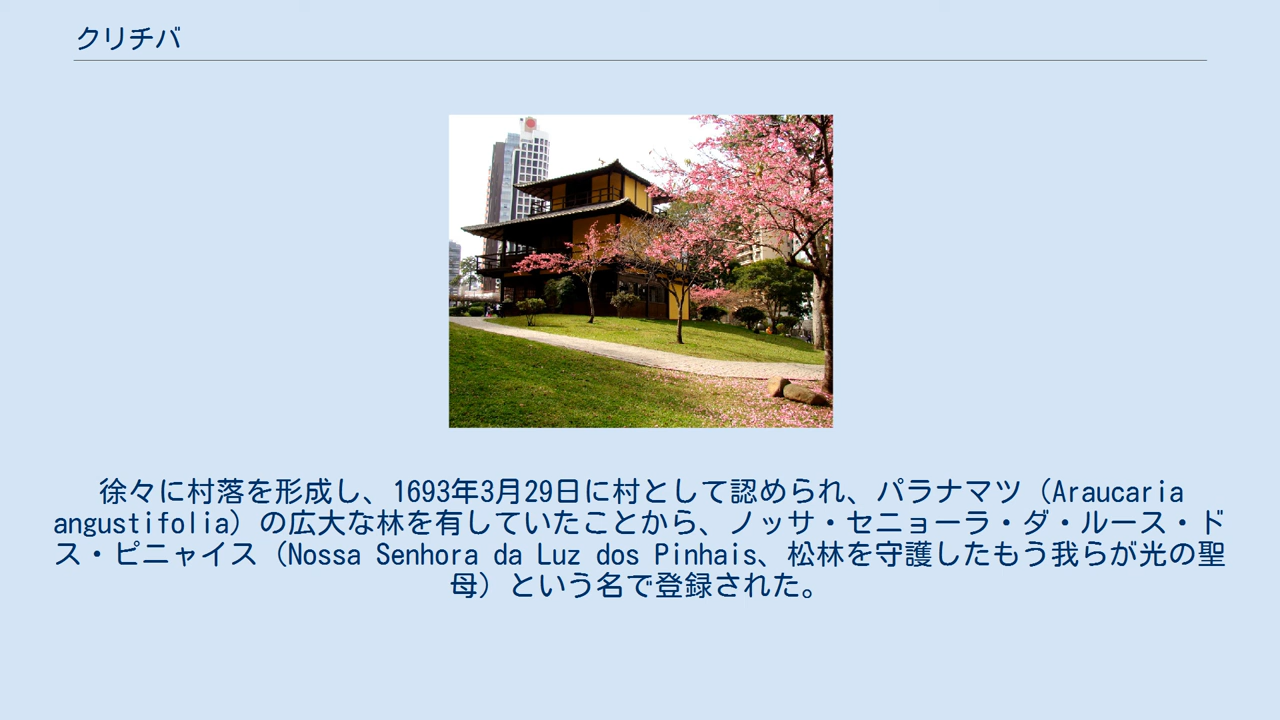 クリチバ
徐々に村落を形成し、1693年3月29日に村として認められ、パラナマツ（Araucaria
angustifolia）の広大な林を有していたことから、ノッサ・セニョーラ・ダ・ルース・ド
ス・ピニャイス（Nossa Senhora da Luz dos Pinhais、松林を守護したもう我らが光の聖
母）という名で登録された。